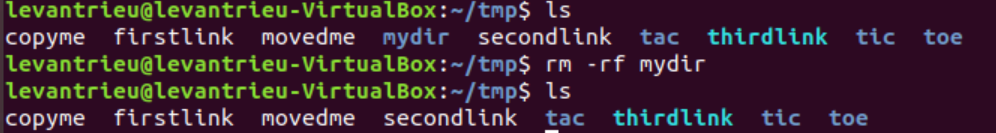 levantrieu@levantrieu-VirtualBox:~/tmp$ ls
copyme  firstlink  movedme  mydir  secondlink  tac  thirdlink  tic  toe
levantrieu@levantrieu-VirtualBox:~/tmp$ rm -rf mydir
levantrieu@levantrieu-VirtualBox:~/tmp$ ls
copyme  firstlink  movedme  secondlink  tac  thirdlink  tic  toe